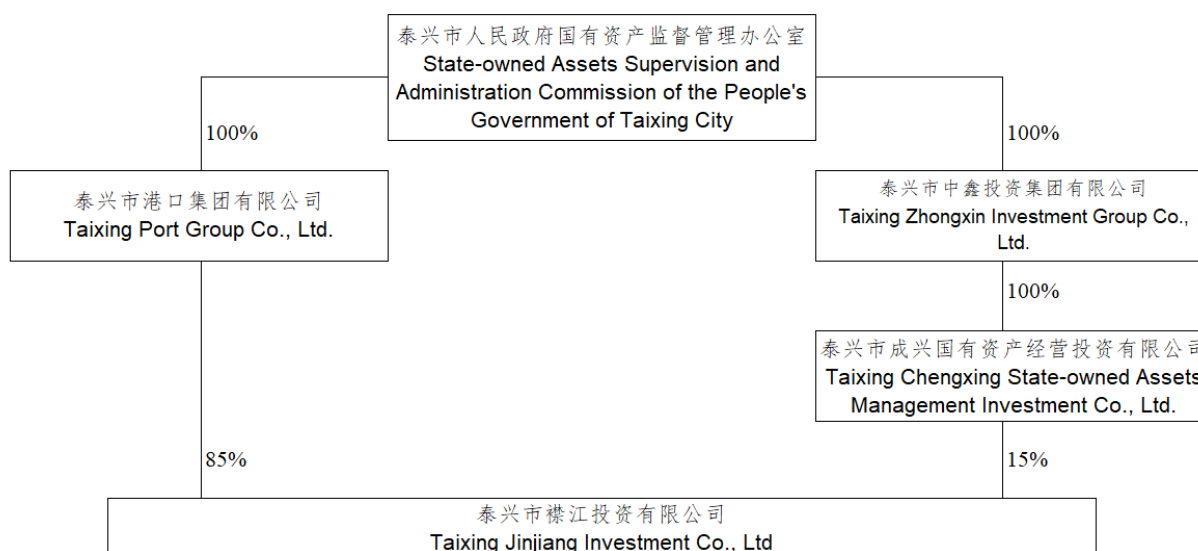 泰兴市人民政府国有资产监督管理办公室
State-owned Assets Supervision and
Administration Commission of the People's
Government of Taixing City
100%
100%
泰兴市港口集团有限公司
Taixing Port Group Co., Ltd.
泰兴市中鑫投资集团有限公司
Taixing Zhongxin Investment Group Co.,
Ltd.
100%
泰兴市成兴国有资产经营投资有限公司
Taixing Chengxing State-owned Assets
Management Investment Co., Ltd.
85%
15%
泰兴市襟江投资有限公司
Taixing Jinjiang Investment Co., Ltd